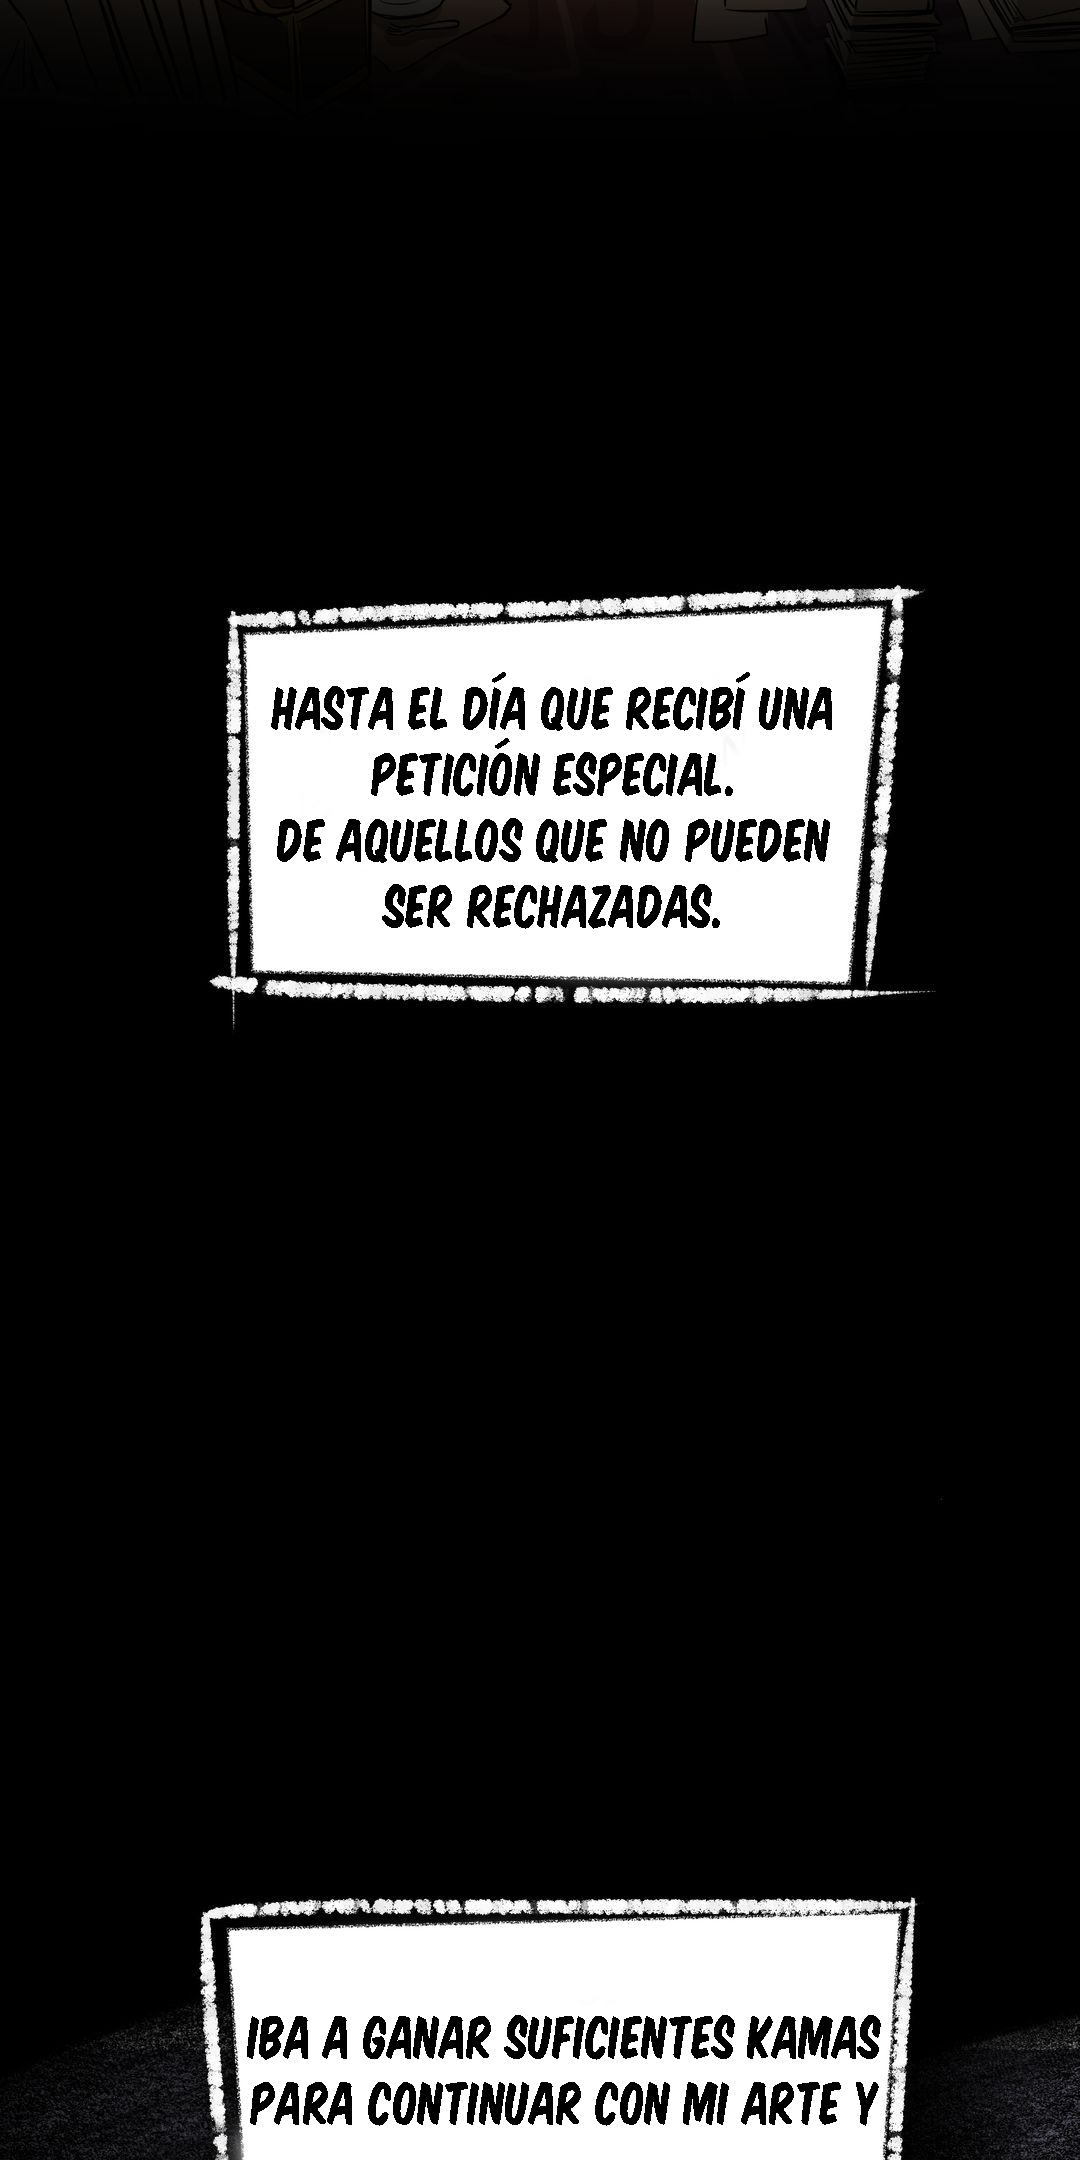 HASTA EL DÍA QUE RECIBÍ UNA
PETICIÓN ESPECIAL.
DE AQUELLOS QUE NO PUEDEN
SER RECHAZADAS.
IBA A GANAR SUFICIENTES KAMAS
PARA CONTINUAR CON MI ARTE Y